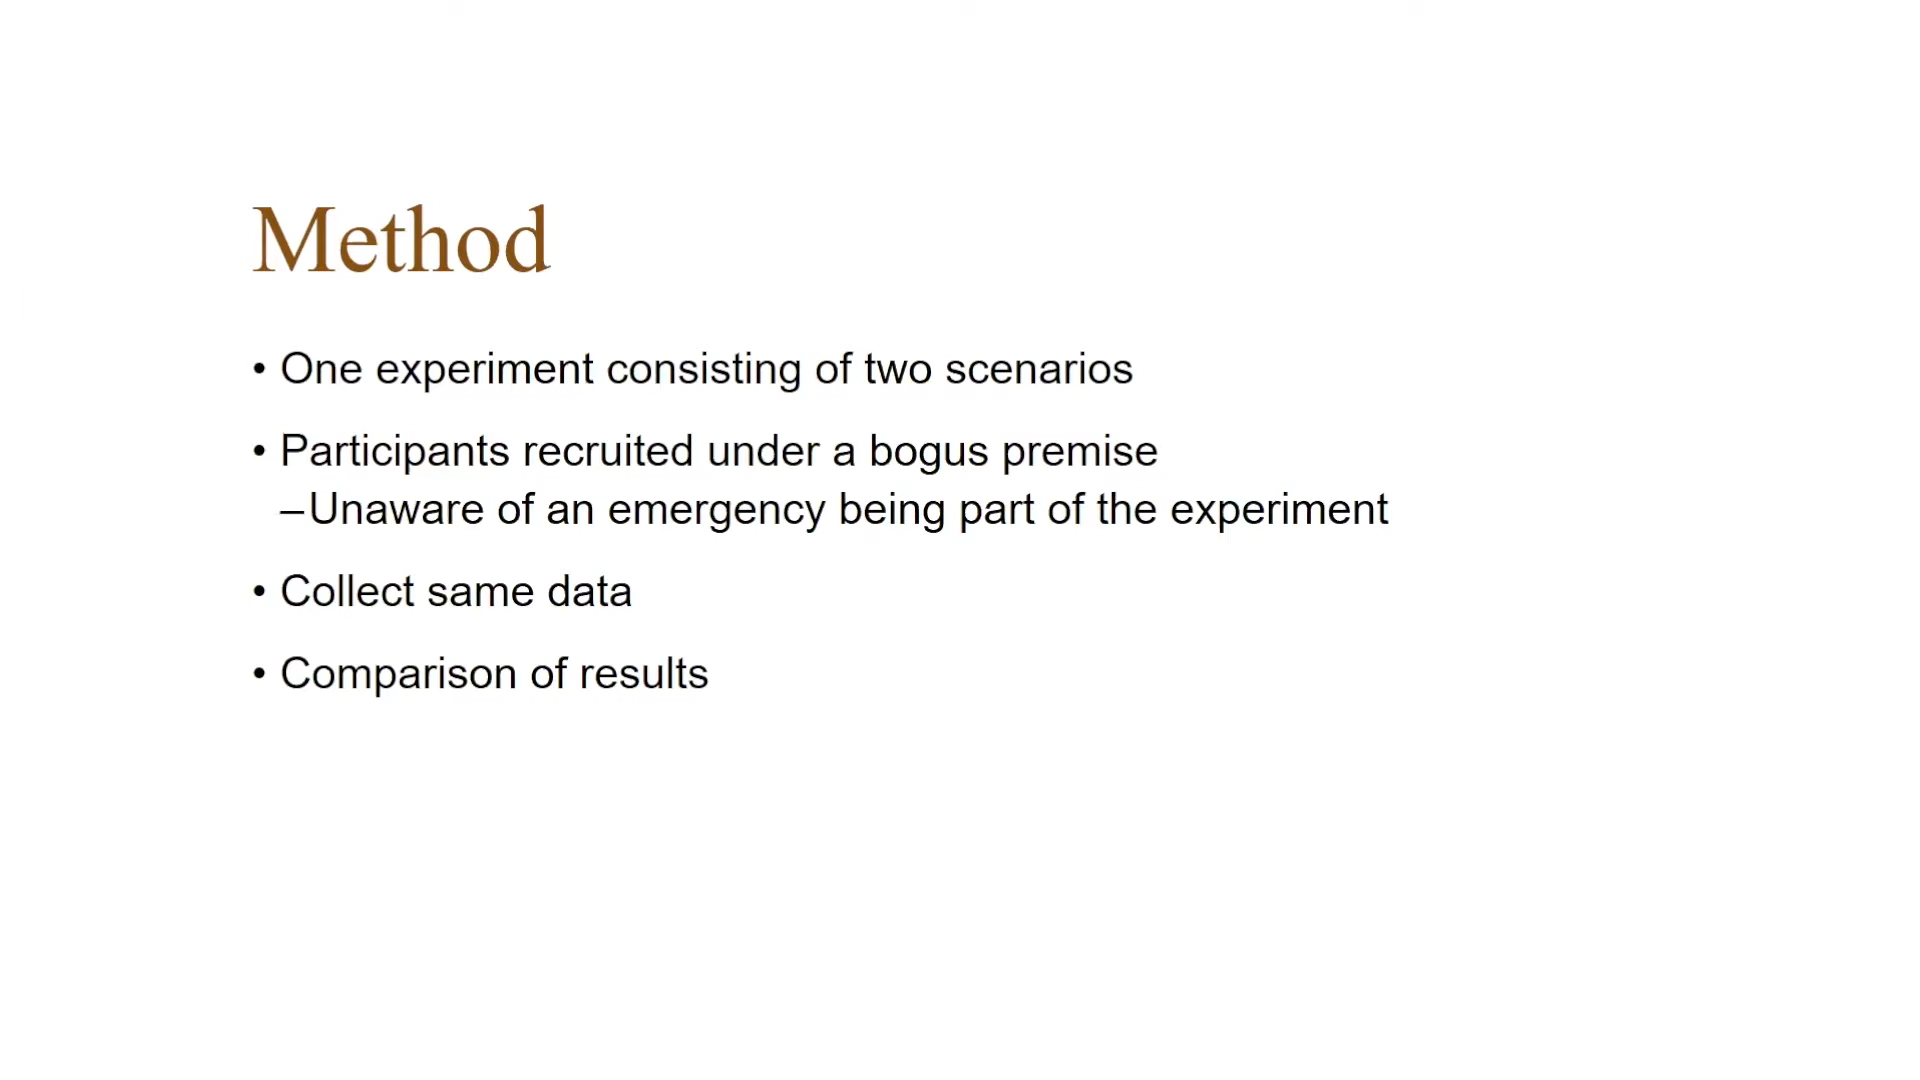 Method
• One experiment consisting of two scenarios
• Participants recruited under a bogus premise
–Unaware of an emergency being part of the experiment
• Collect same data
• Comparison of results